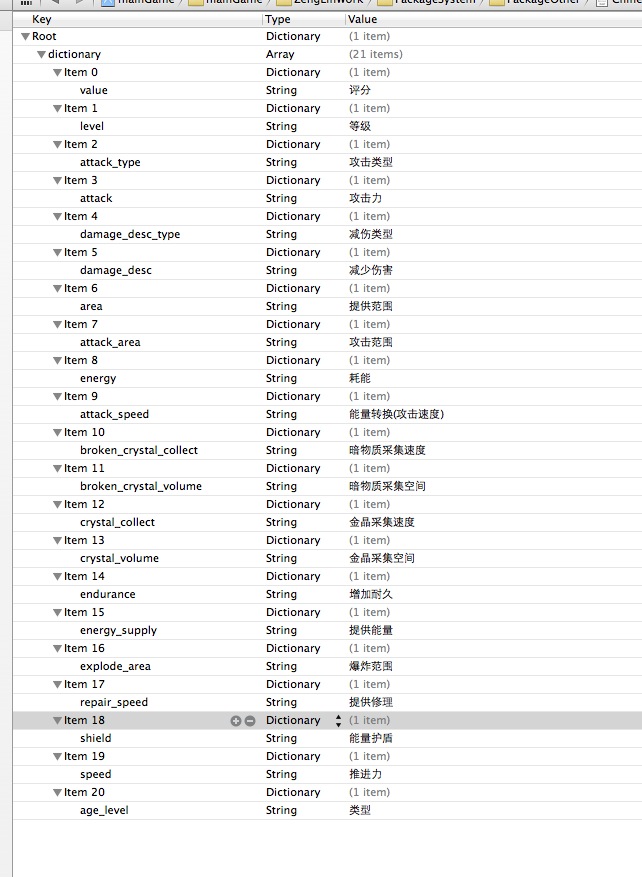 mainGame mainGame ZengLinWork PackageSystem PackageOther
Key Type Value
Root Dictionary (1 item)
dictionary Array (21 items)
Item 0 Dictionary (1 item)
value String 评分
Item 1 Dictionary (1 item)
level String 等级
Item 2 Dictionary (1 item)
attack_type String 攻击类型
Item 3 Dictionary (1 item)
attack String 攻击力
Item 4 Dictionary (1 item)
damage_desc_type String 减伤类型
Item 5 Dictionary (1 item)
damage_desc String 减少伤害
Item 6 Dictionary (1 item)
area String 提供范围
Item 7 Dictionary (1 item)
attack_area String 攻击范围
Item 8 Dictionary (1 item)
energy String 耗能
Item 9 Dictionary (1 item)
attack_speed String 能量转换(攻击速度)
Item 10 Dictionary (1 item)
broken_crystal_collect String 暗物质采集速度
Item 11 Dictionary (1 item)
broken_crystal_volume String 暗物质采集空间
Item 12 Dictionary (1 item)
crystal_collect String 金晶采集速度
Item 13 Dictionary (1 item)
crystal_volume String 金晶采集空间
Item 14 Dictionary (1 item)
endurance String 增加耐久
Item 15 Dictionary (1 item)
energy_supply String 提供能量
Item 16 Dictionary (1 item)
explode_area String 爆炸范围
Item 17 Dictionary (1 item)
repair_speed String 提供修理
Item 18 Dictionary (1 item)
shield String 能量护盾
Item 19 Dictionary (1 item)
speed String 推进力
Item 20 Dictionary (1 item)
age_level String 类型